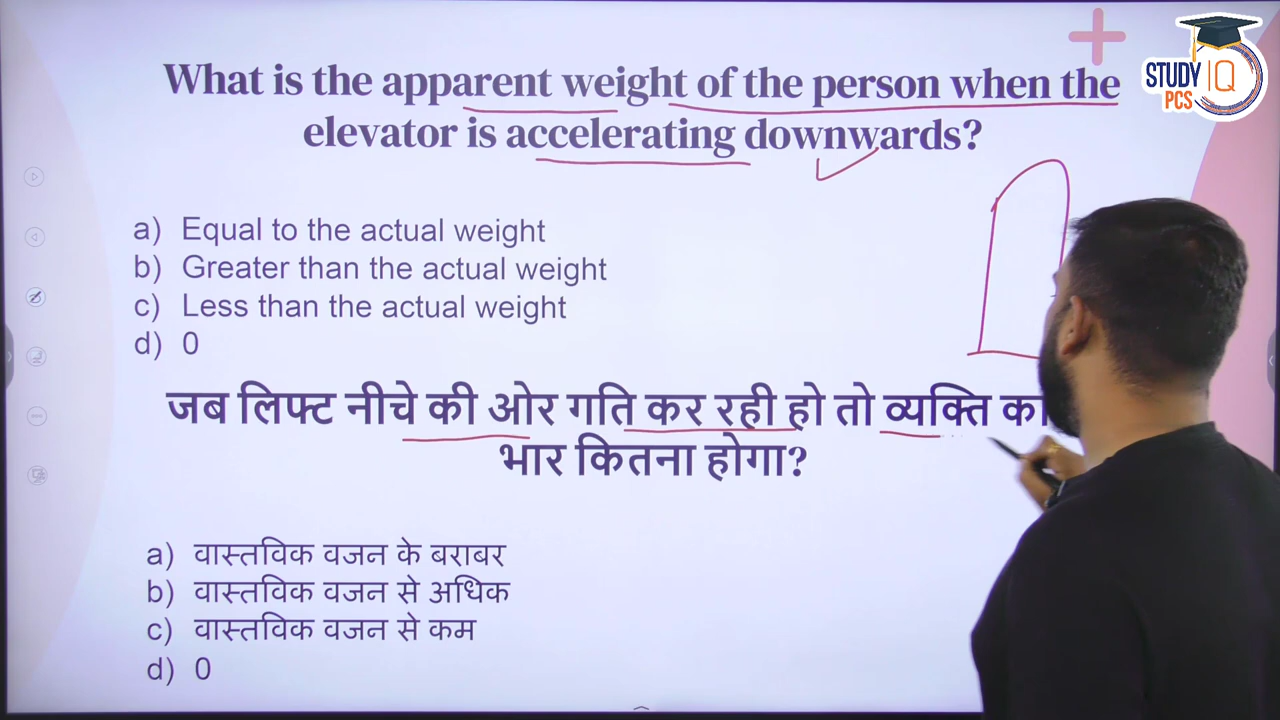 What is the apparent weight of the person when the
elevator is accelerating downwards?
STUDY IQ
PCS
a) Equal to the actual weight
b) Greater than the actual weight
c) Less than the actual weight
d) 0
जब लिफ्ट नीचे की ओर गति कर रही हो तो व्यक्ति का
भार कितना होगा?
a) वास्तविक वजन के बराबर
b) वास्तविक वजन से अधिक
c) वास्तविक वजन से कम
d) 0